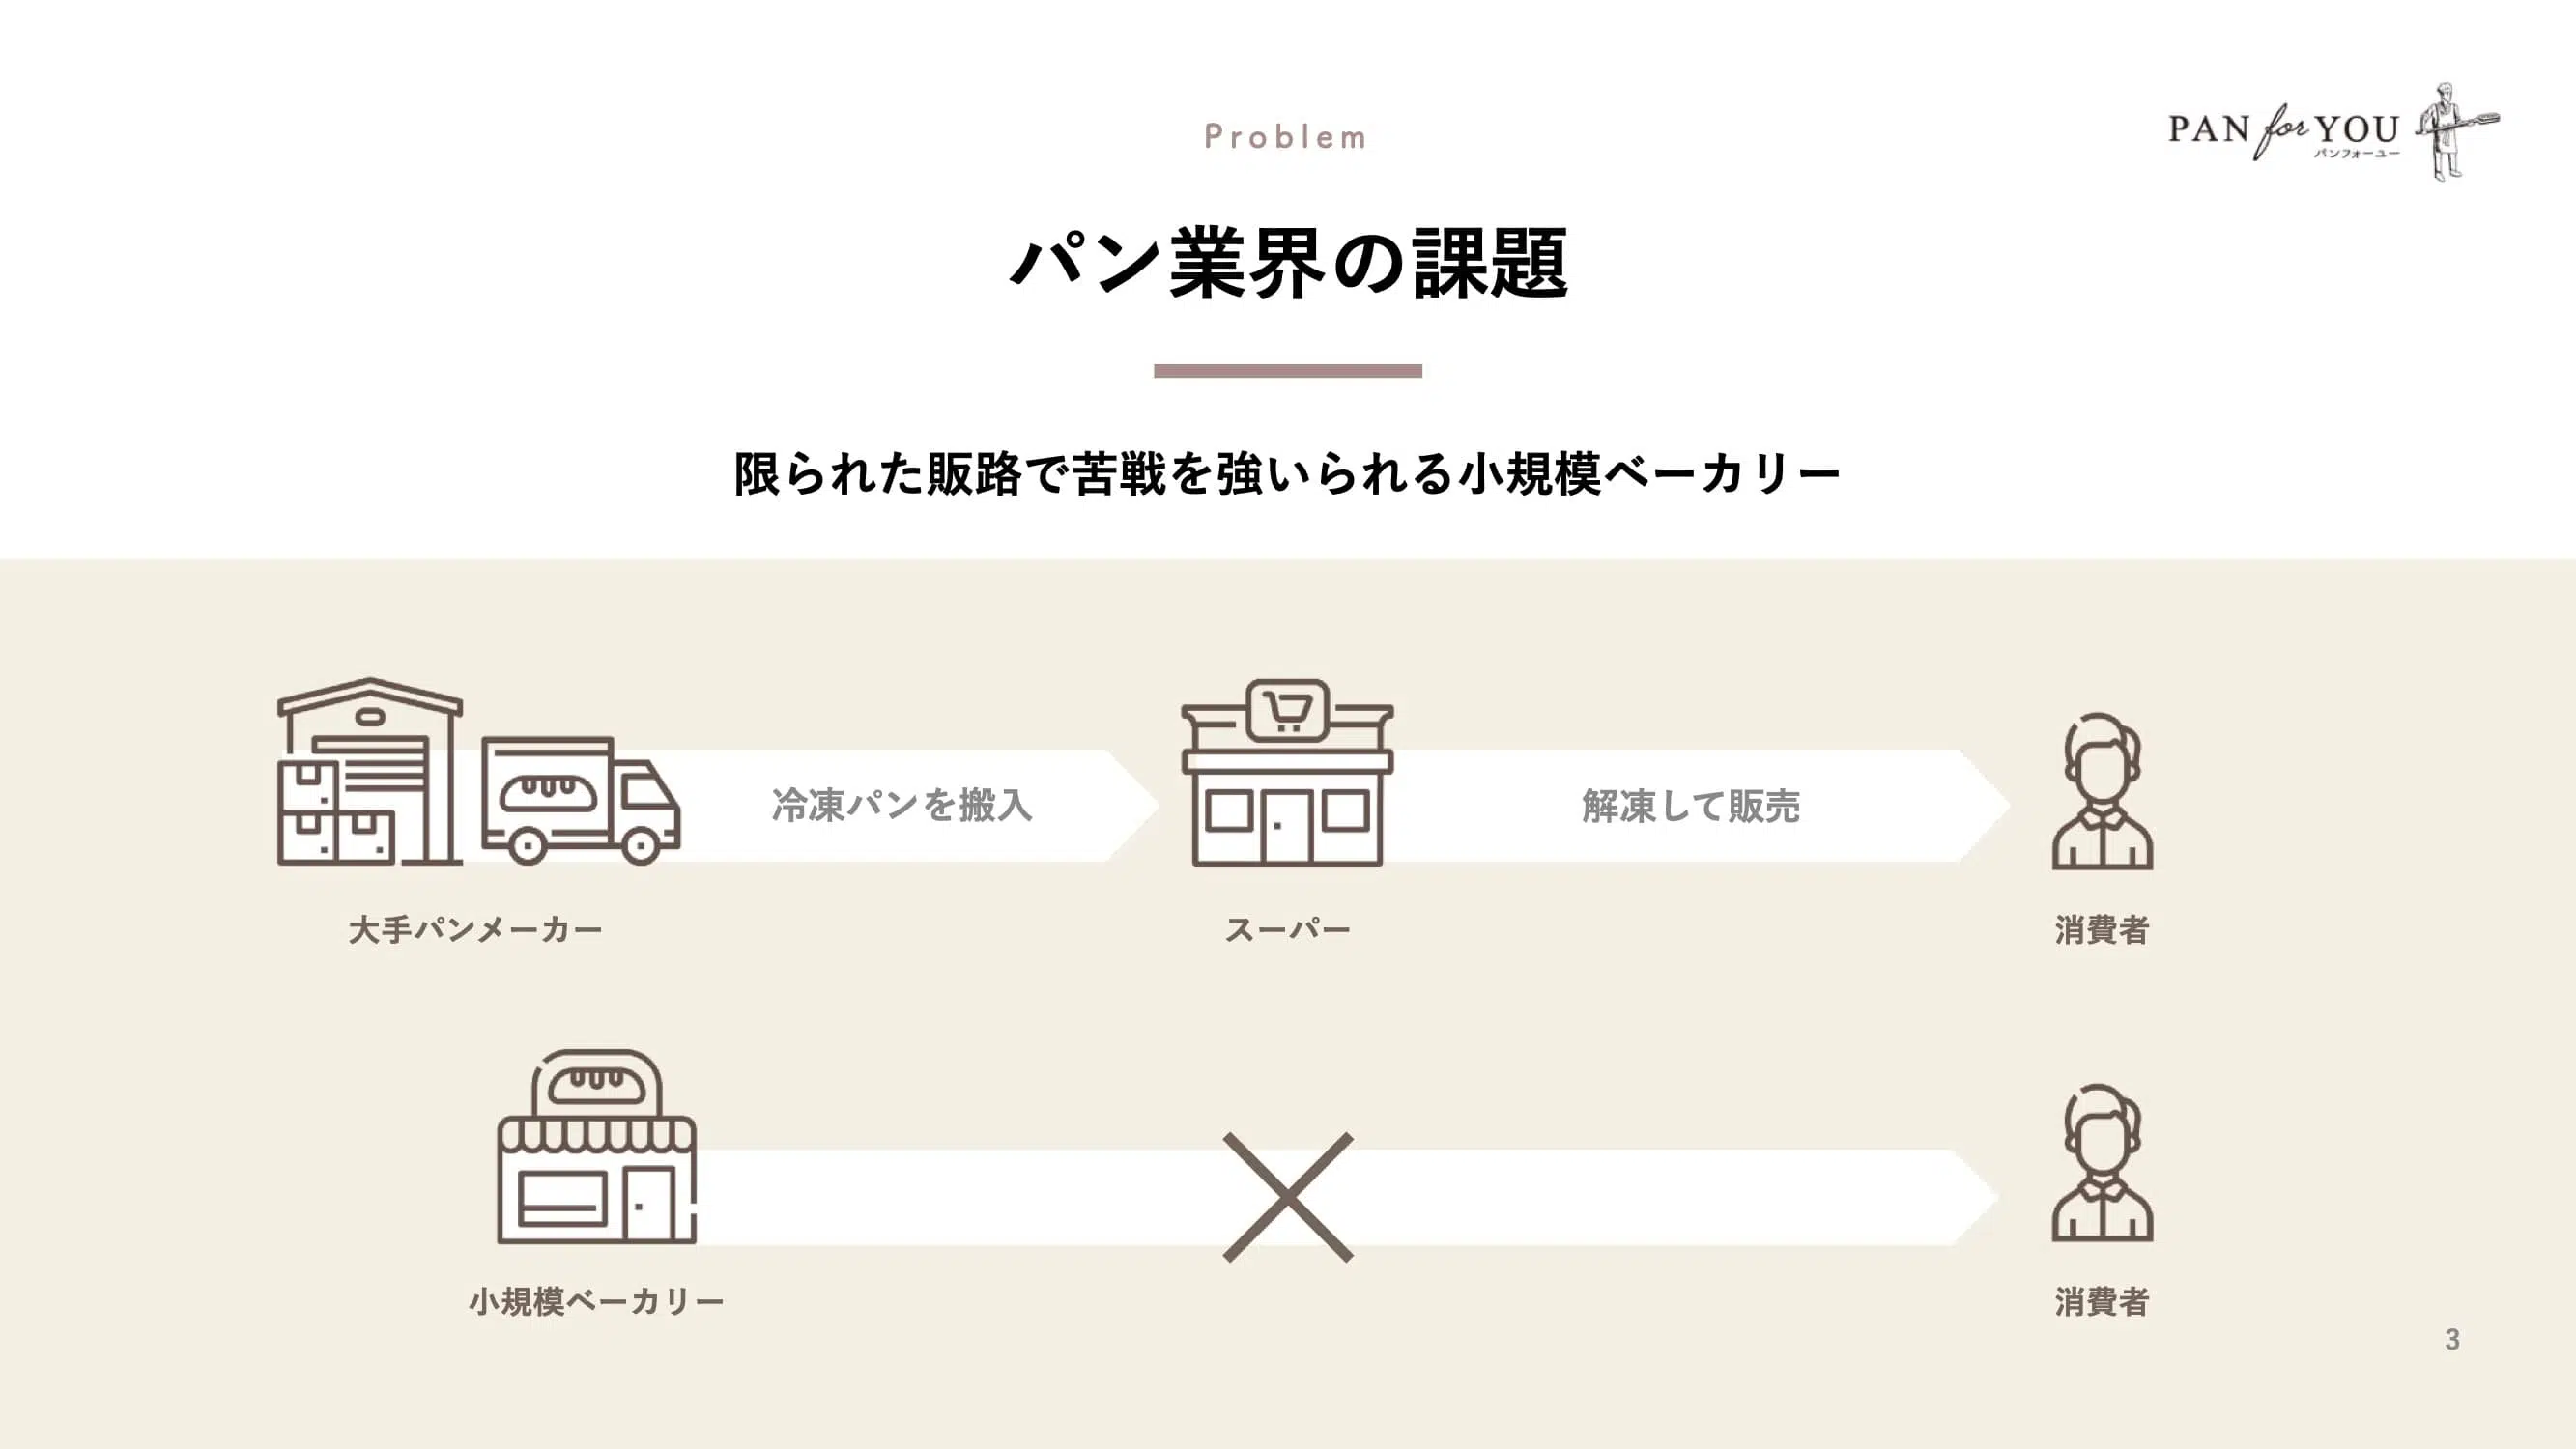 Problem
PAN for YOU
パンフォーユー
パン業界の課題
限られた販路で苦戦を強いられる小規模ベーカリー
冷凍パンを搬入
解凍して販売
大手パンメーカー
スーパー
消費者
小規模ベーカリー
消費者
3